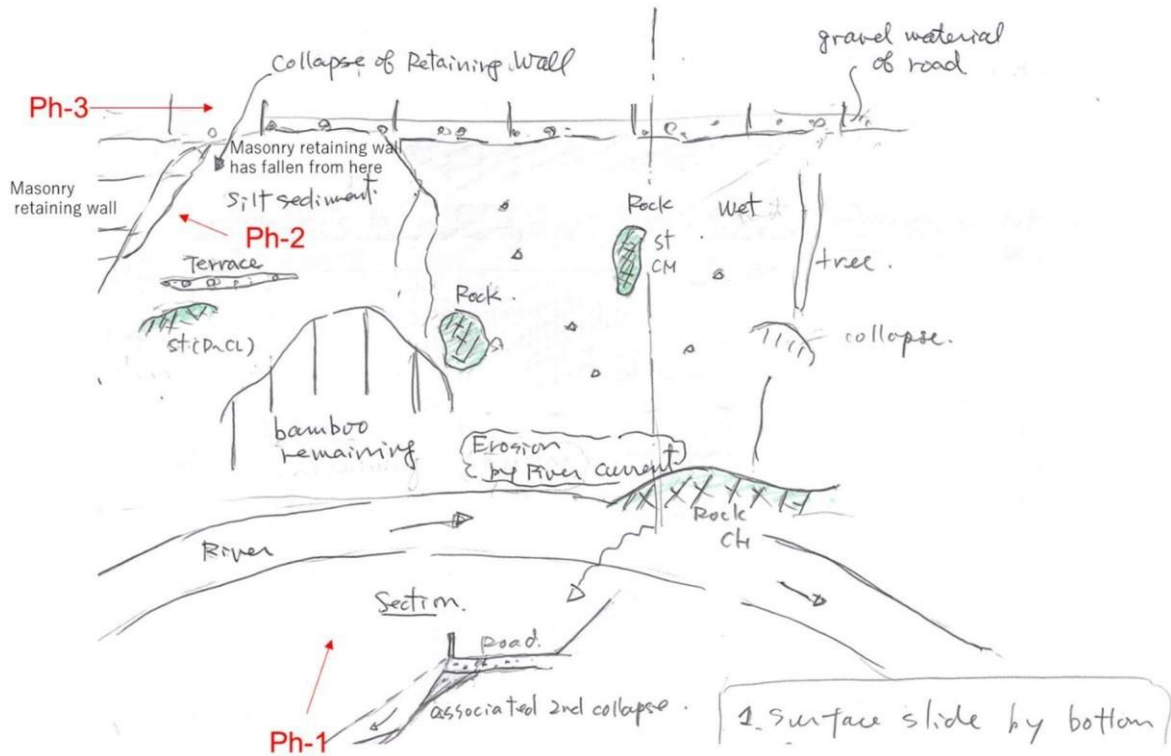 gravel material
of road
Collapse of Retaining Wall
Ph-3
Masonry retaining wall
has fallen from here
Masonry
retaining wall
Silt sediment
Ph-2
Rock
Wet
st
CM
tree.
Terrace
Rock.
st
st (D~CL)
collapse.
bamboo
remaining
Erosion
by River current
Rock
CH
River
Section.
Road.
associated 2nd collapse.
Ph-1
1. Surface slide by bottom